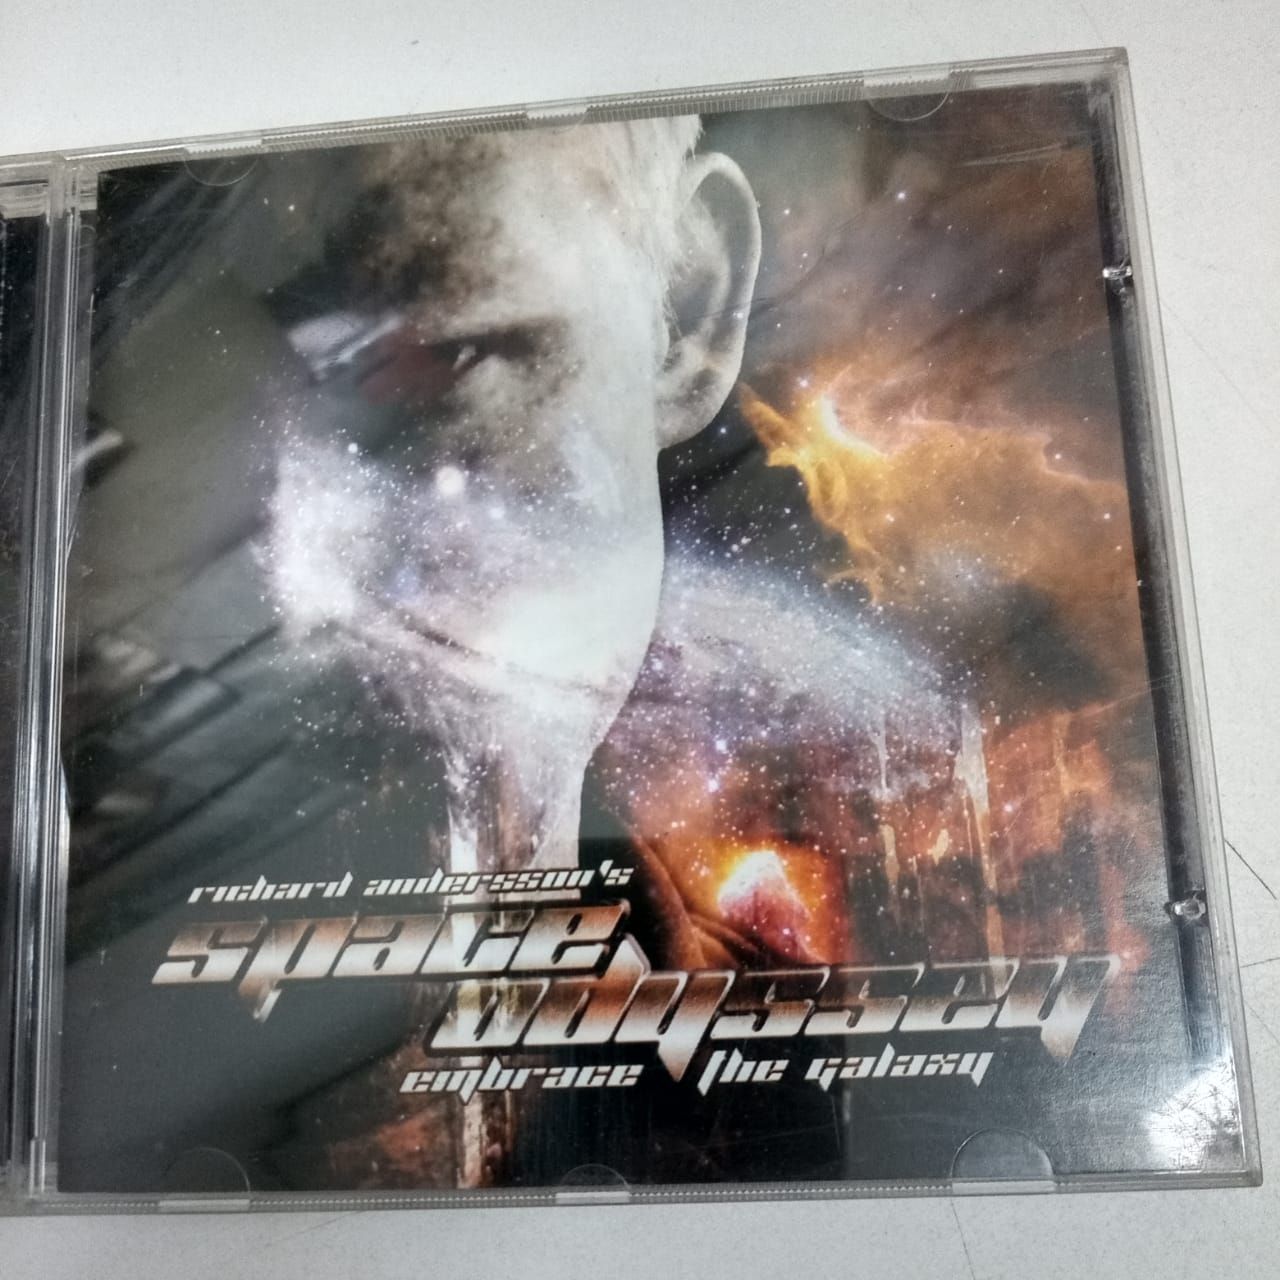 richard andersson's
space
odyssey
embrace the galaxy